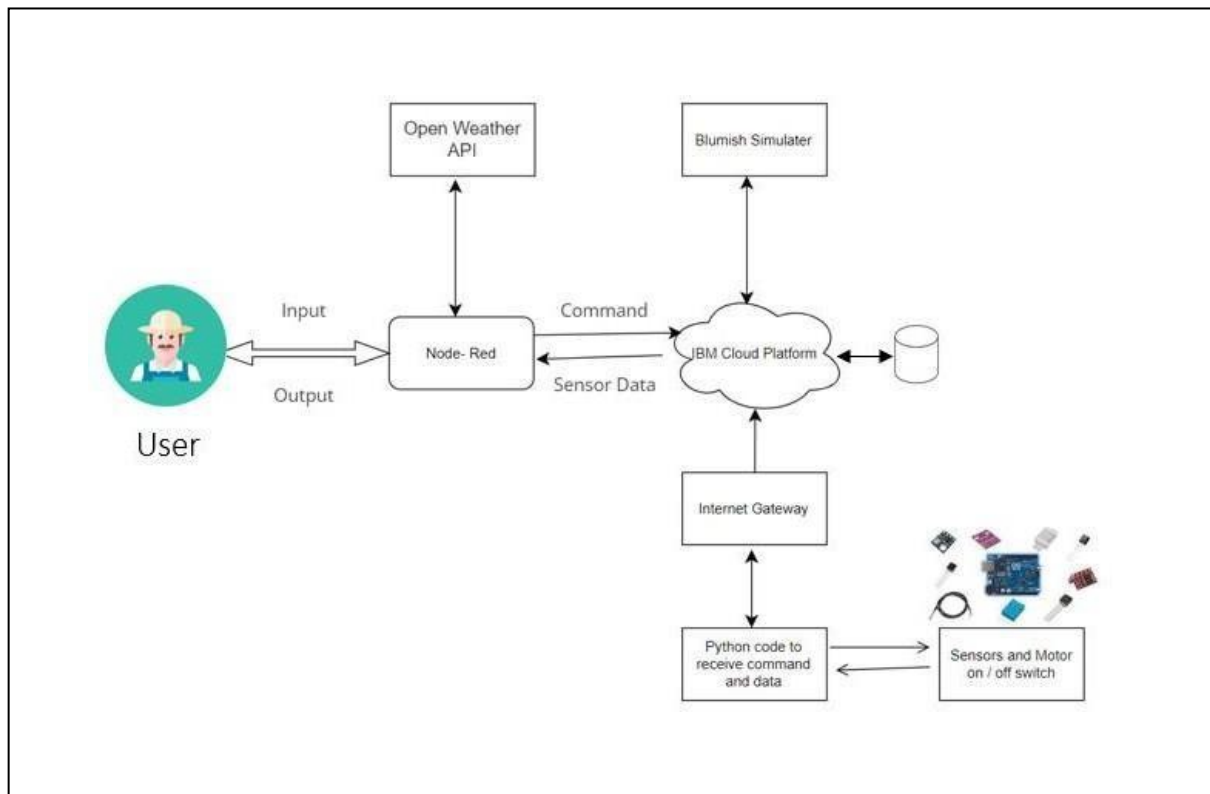 Open Weather
API
Blumish Simulater
Input
Command
Node- Red
IBM Cloud Platform
Output
Sensor Data
User
Internet Gateway
Python code to
receive command
and data
Sensors and Motor
on / off switch